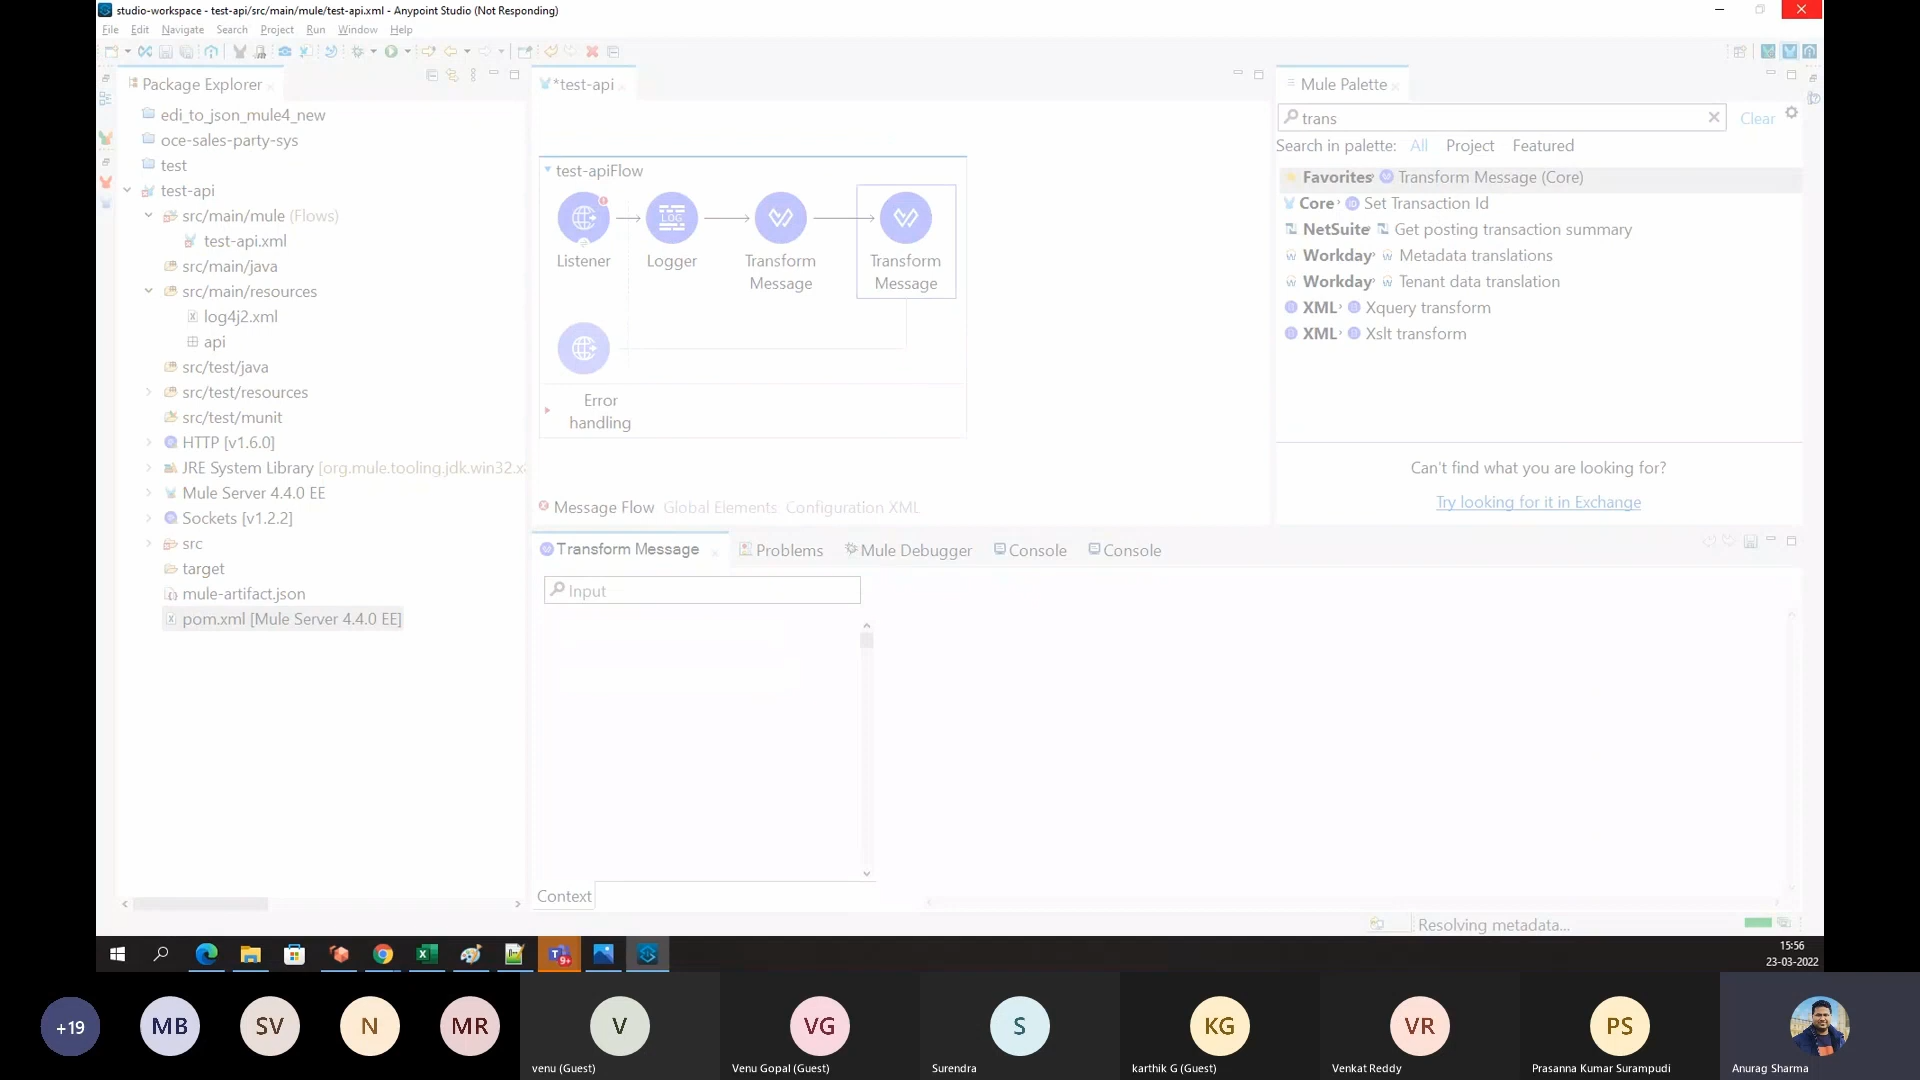 studio-workspace - test-api/src/main/mule/test-api.xml - Anypoint Studio (Not Responding)
File Edit Navigate Search Project Run Window Help
Package Explorer
edi_to_json_mule4_new
oce-sales-party-sys
test
test-api
src/main/mule (Flows)
test-api.xml
src/main/java
src/main/resources
log4j2.xml
api
src/test/java
src/test/resources
src/test/munit
HTTP [v1.6.0]
JRE System Library [org.mule.tooling.jdk.win32.x
Mule Server 4.4.0 EE
Sockets [v1.2.2]
src
target
mule-artifact.json
pom.xml [Mule Server 4.4.0 EE]
*test-api
test-apiFlow
LOG
Listener
Logger
Transform
Message
Transform
Message
Error
handling
Message Flow Global Elements Configuration XML
Mule Palette
trans
Clear
Search in palette: All Project Featured
Favorites Transform Message (Core)
Core Set Transaction Id
NetSuite Get posting transaction summary
Workday Metadata translations
Workday Tenant data translation
XML Xquery transform
XML Xslt transform
Can't find what you are looking for?
Try looking for it in Exchange
Transform Message Problems Mule Debugger Console Console
Input
Context
Resolving metadata...
15:56
23-03-2022
9+
+19
MB
SV
N
MR
V
VG
S
KG
VR
PS
venu (Guest)
Venu Gopal (Guest)
Surendra
karthik G (Guest)
Venkat Reddy
Prasanna Kumar Surampudi
Anurag Sharma